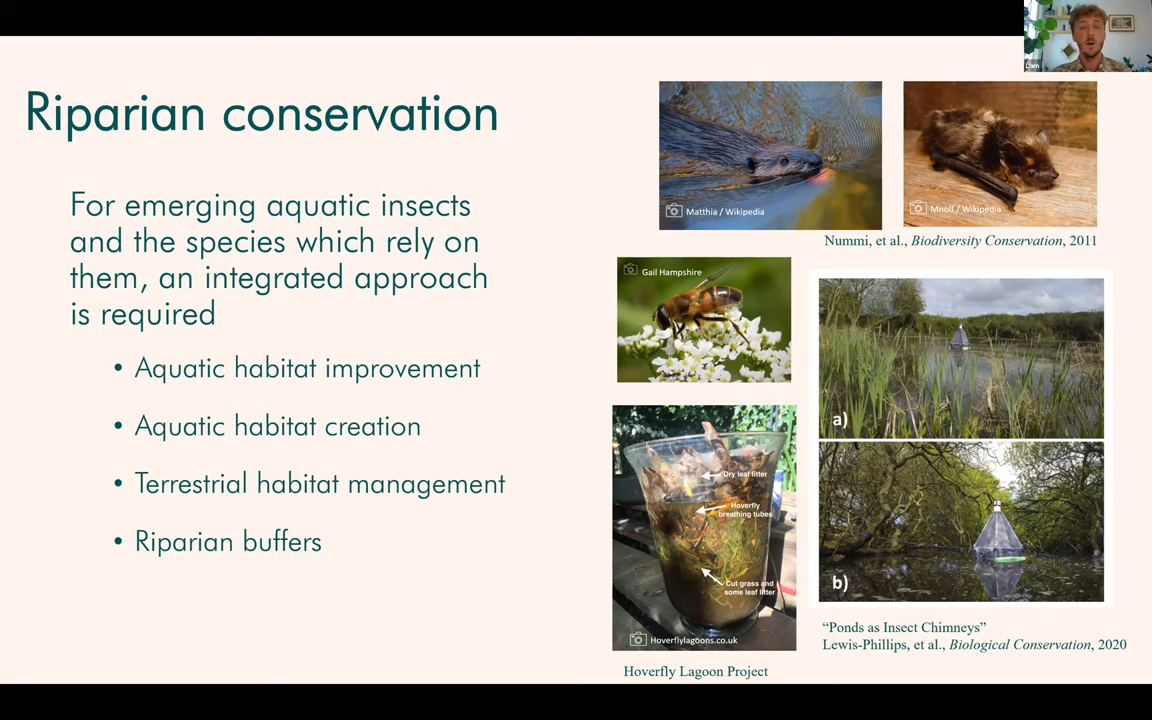 Riparian conservation
For emerging aquatic insects
and the species which rely on
them, an integrated approach
is required
• Aquatic habitat improvement
• Aquatic habitat creation
• Terrestrial habitat management
• Riparian buffers
Liam
Matthia / Wikipedia
Mnolf / Wikipedia
Nummi, et al., Biodiversity Conservation, 2011
Gail Hampshire
Dry leaf litter
Hoverfly
breathing tubes
Cut grass and
some leaf litter
Hoverflylagoons.co.uk
Hoverfly Lagoon Project
a)
b)
“Ponds as Insect Chimneys”
Lewis-Phillips, et al., Biological Conservation, 2020